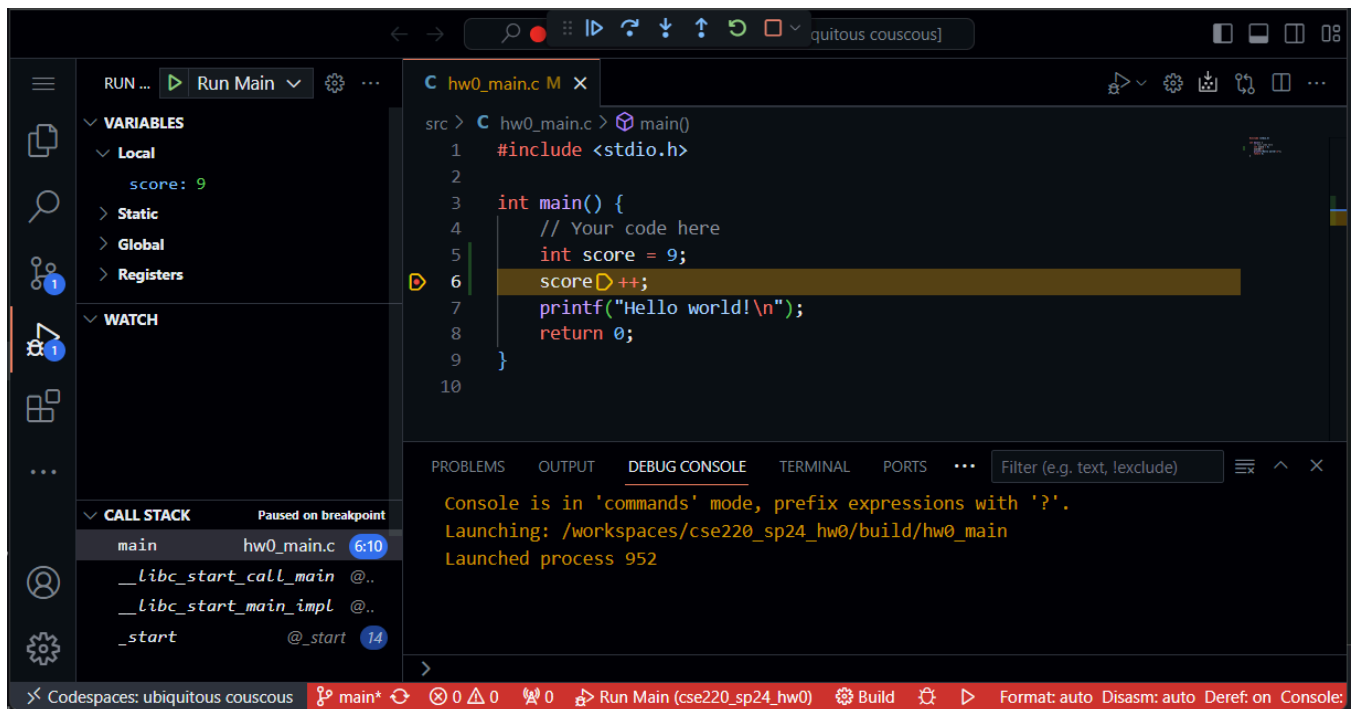 quitous couscous]
RUN ... Run Main
C hw0_main.c M
VARIABLES
Local
score: 9
Static
Global
Registers
WATCH
CALL STACK Paused on breakpoint
main hw0_main.c 6:10
__libc_start_call_main @..
__libc_start_main_impl @..
_start @_start 14
1
1
src > C hw0_main.c > main()
1 #include <stdio.h>
2
3 int main() {
4 // Your code here
5 int score = 9;
6 score ++;
7 printf("Hello world!\n");
8 return 0;
9 }
10
PROBLEMS OUTPUT DEBUG CONSOLE TERMINAL PORTS ... Filter (e.g. text, !exclude)
Console is in 'commands' mode, prefix expressions with '?'.
Launching: /workspaces/cse220_sp24_hw0/build/hw0_main
Launched process 952
>
Codespaces: ubiquitous couscous main* 0 0 0 Run Main (cse220_sp24_hw0) Build Format: auto Disasm: auto Deref: on Console: